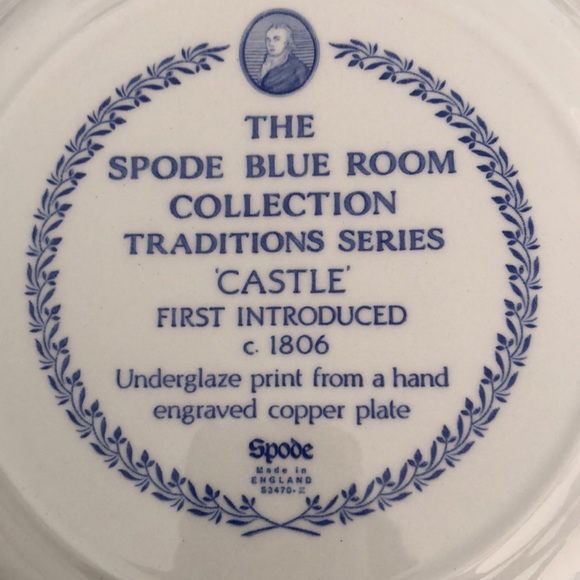 THE
SPODE BLUE ROOM
COLLECTION
TRADITIONS SERIES
'CASTLE'
FIRST INTRODUCED
c. 1806
Underglaze print from a hand
engraved copper plate
Spode
Made in
ENGLAND
S3470-Z